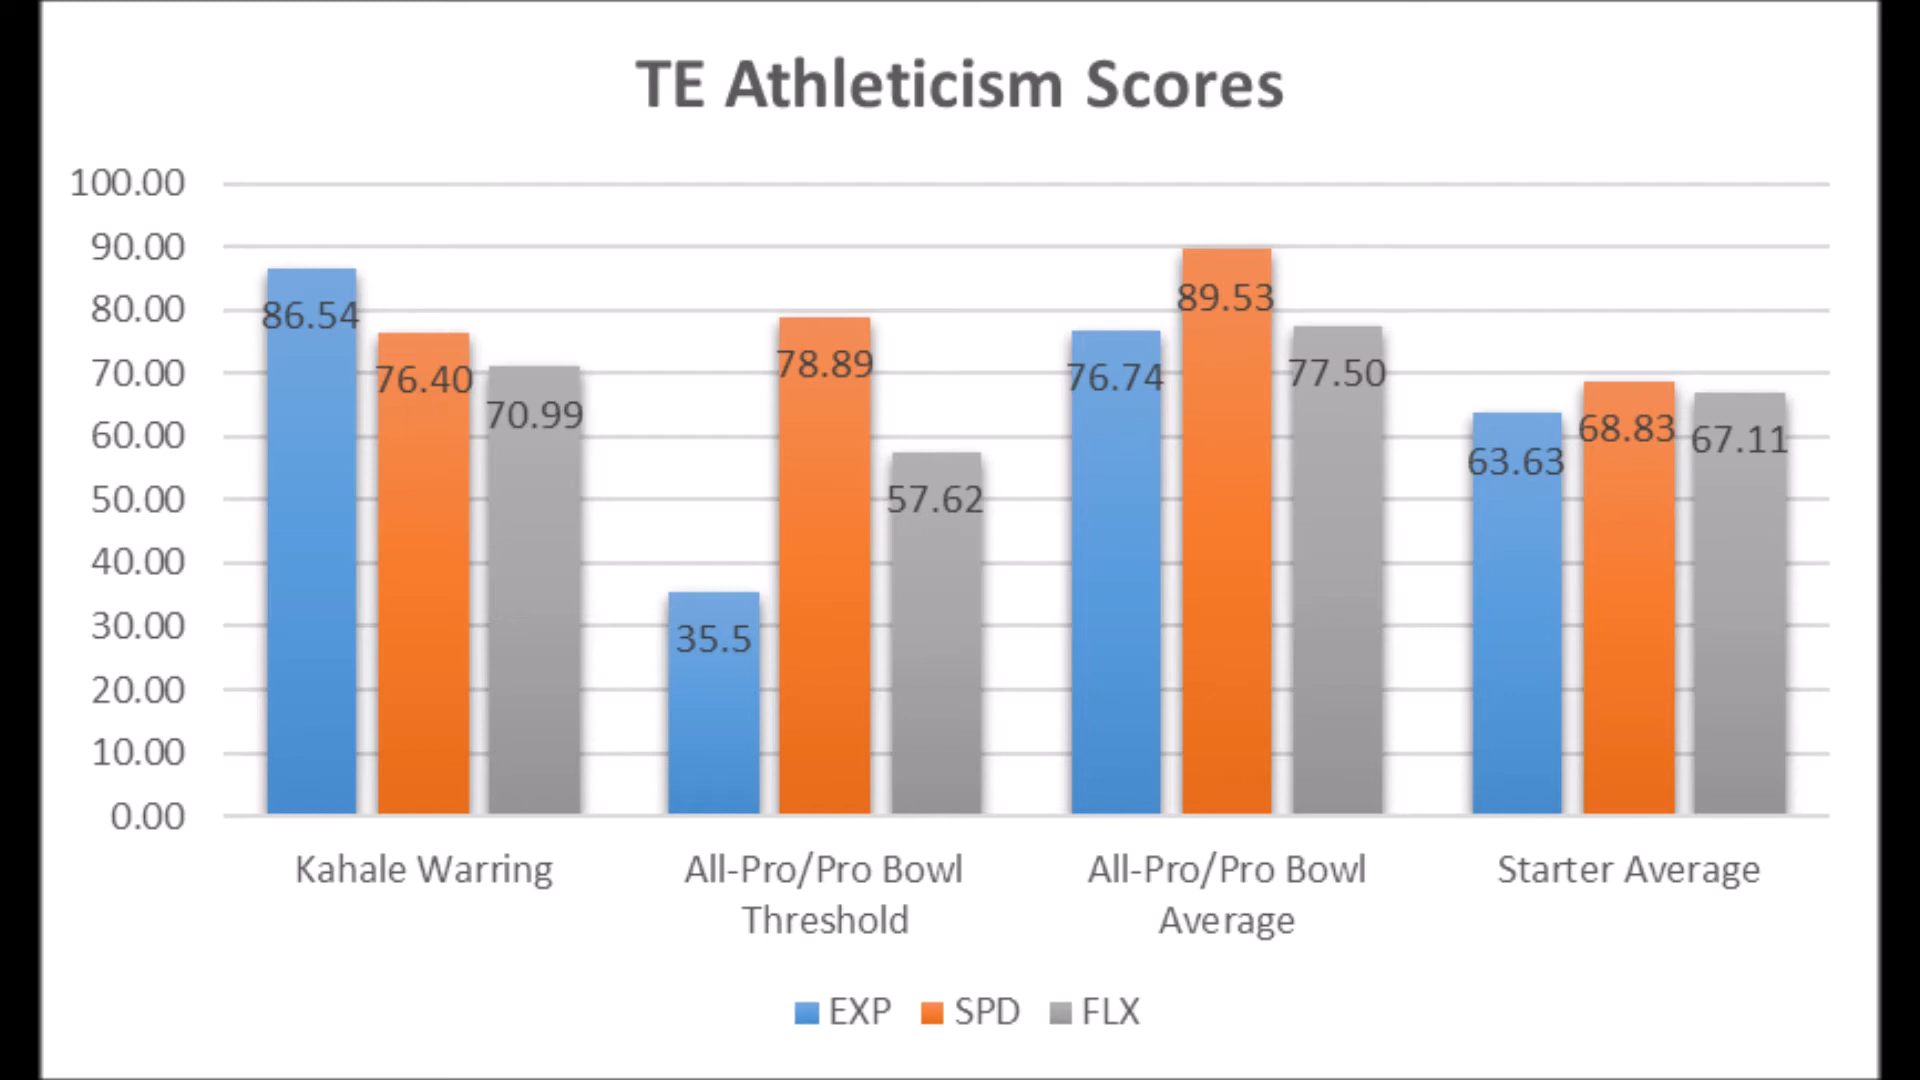 TE Athleticism Scores
100.00
90.00
80.00
70.00
60.00
50.00
40.00
30.00
20.00
10.00
0.00
86.54
76.40
70.99
35.5
78.89
57.62
76.74
89.53
77.50
63.63
68.83
67.11
Kahale Warring
All-Pro/Pro Bowl
Threshold
All-Pro/Pro Bowl
Average
Starter Average
EXP SPD FLX